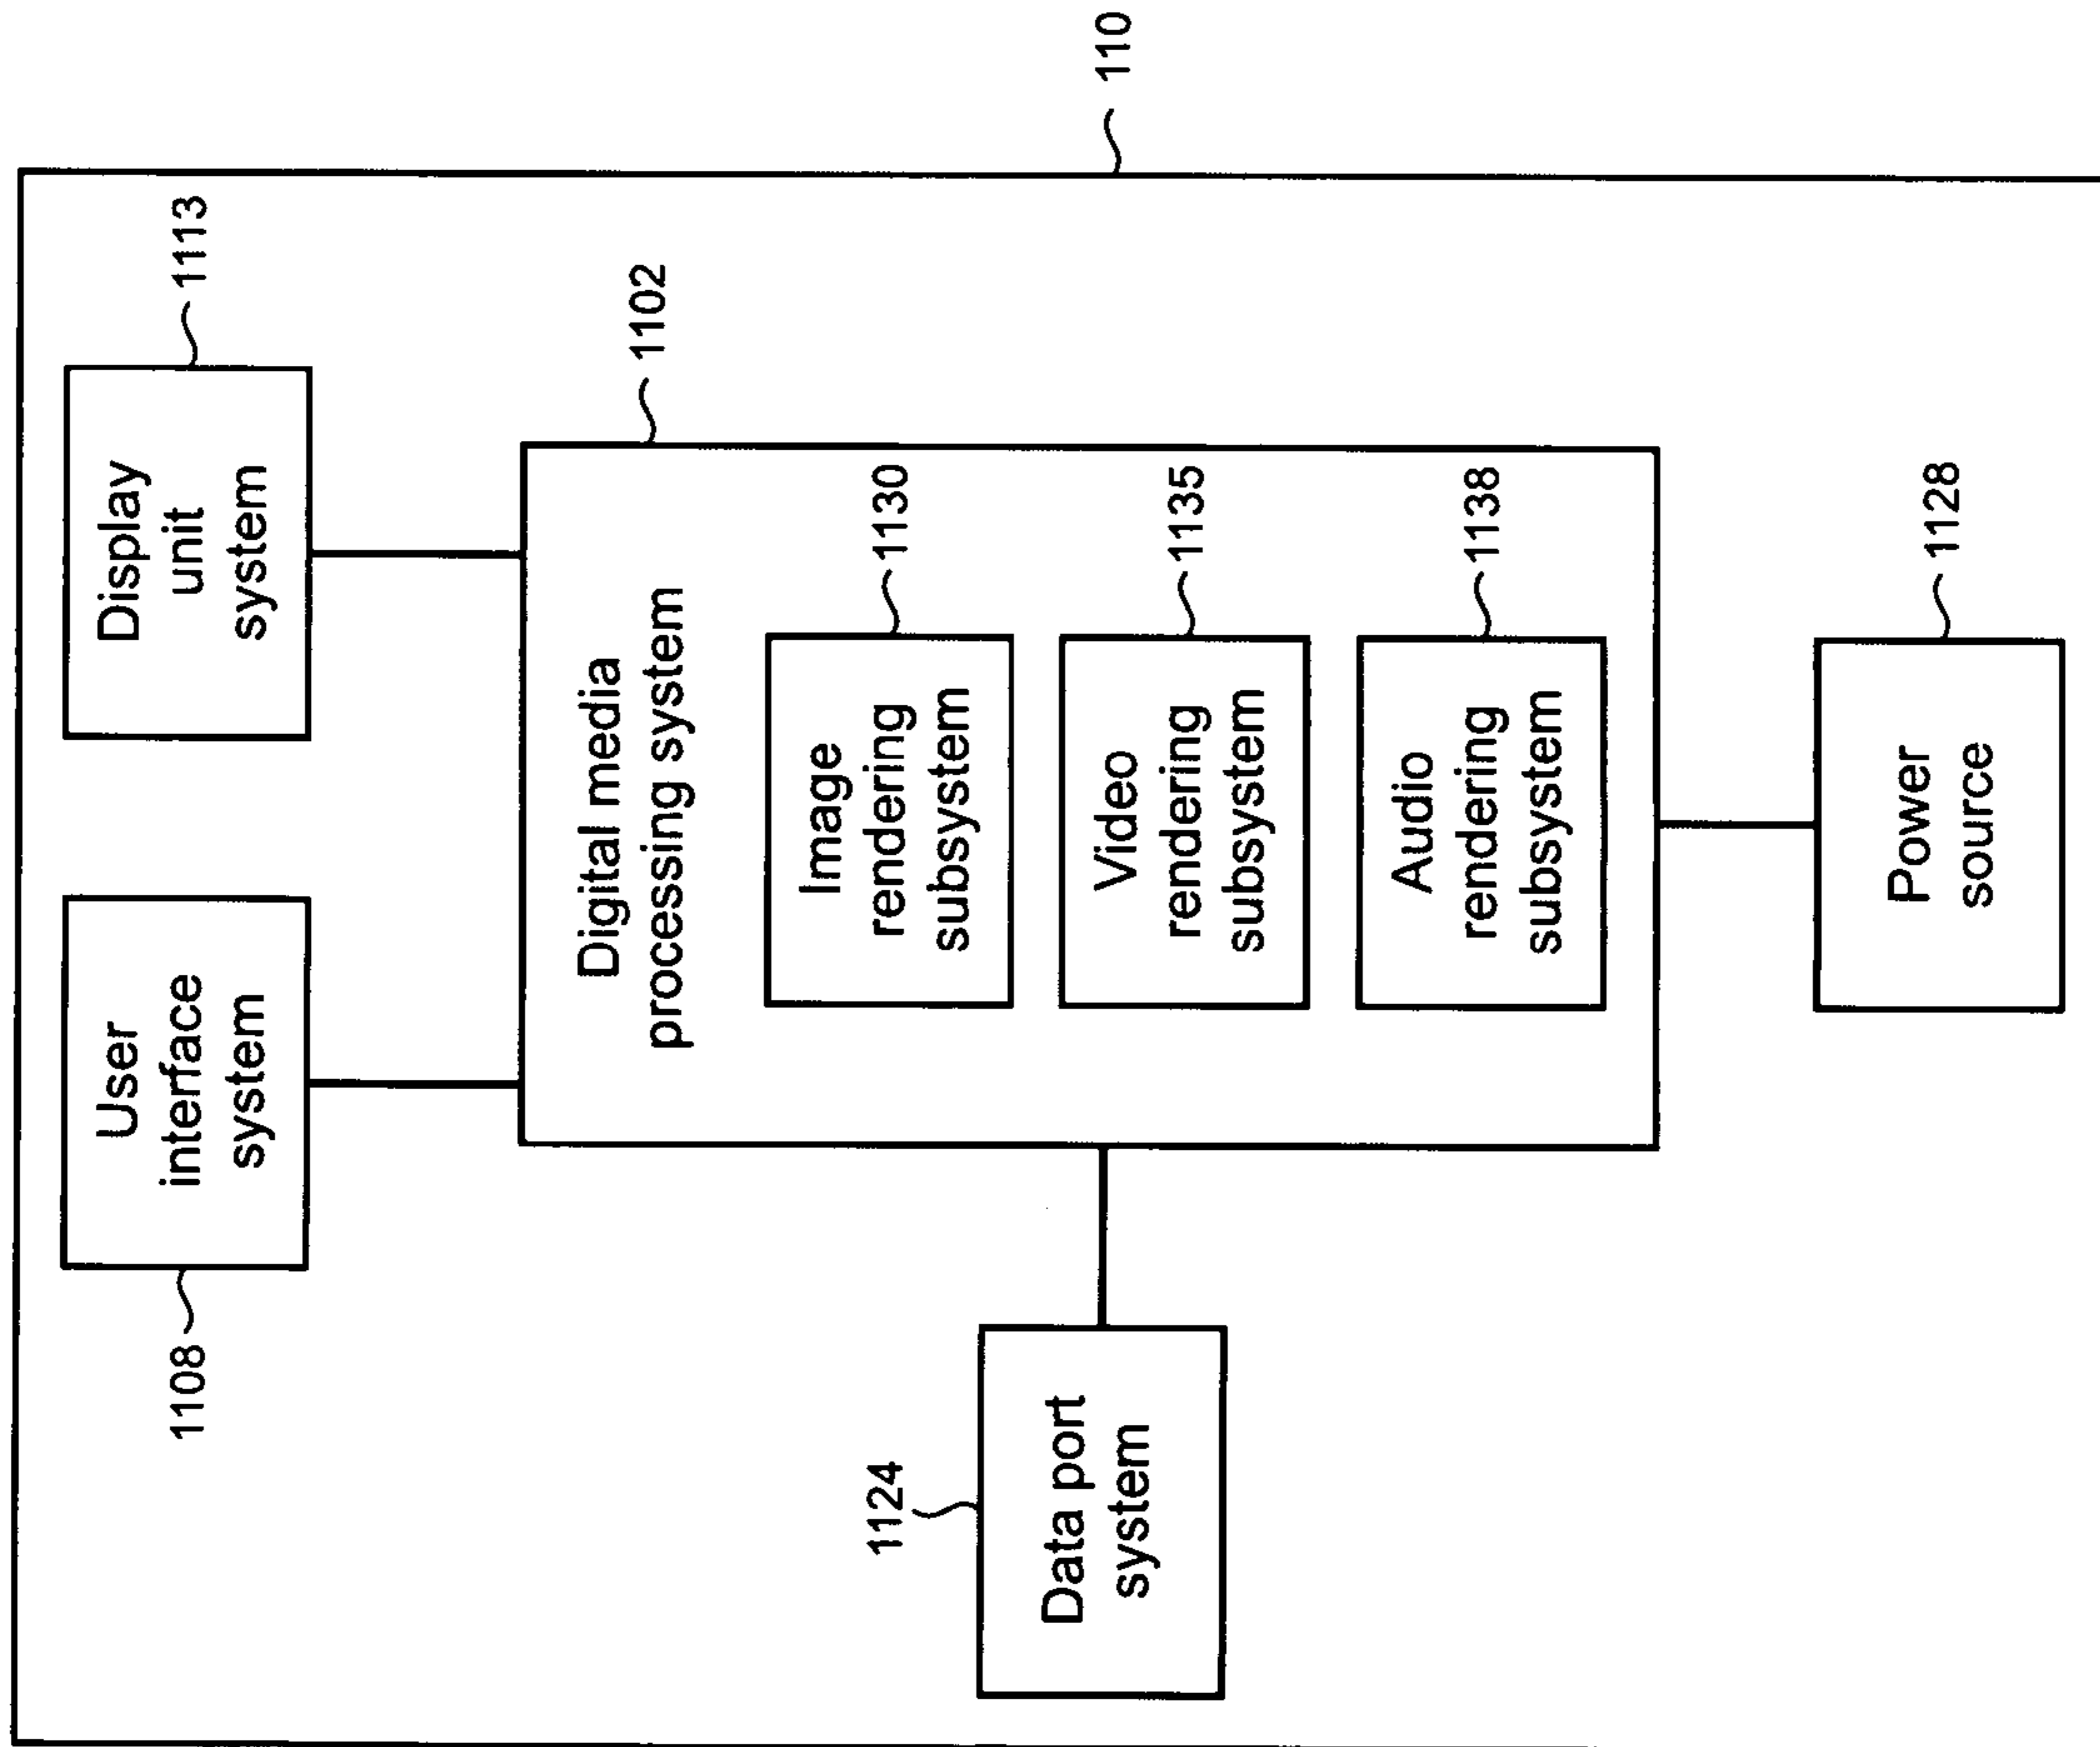 110
1108
User
interface
system
Display
unit
system
1113
1102
Digital media
processing system
Image
rendering
subsystem
1130
Video
rendering
subsystem
1135
Audio
rendering
subsystem
1138
1124
Data port
system
Power
source
1128